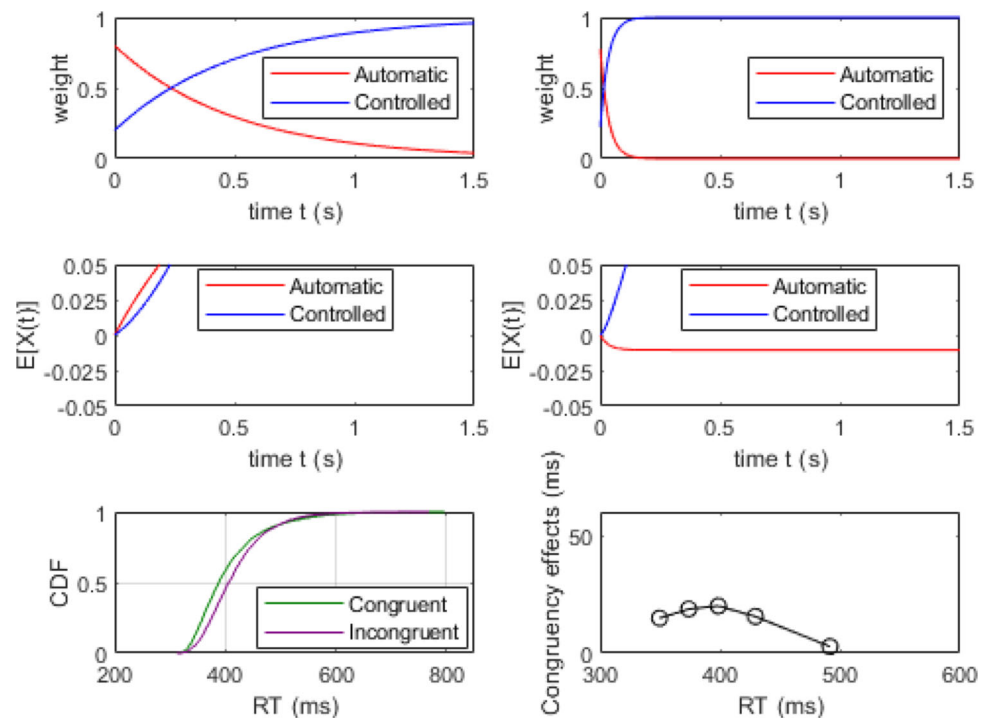 1
0.5
0
weight
Automatic
Controlled
0 0.5 1 1.5
time t (s)
1
0.5
0
weight
Automatic
Controlled
0 0.5 1 1.5
time t (s)
0.05
0.025
0
-0.025
-0.05
E[X(t)]
Automatic
Controlled
0 0.5 1 1.5
time t (s)
0.05
0.025
0
-0.025
-0.05
E[X(t)]
Automatic
Controlled
0 0.5 1 1.5
time t (s)
1
0.5
0
CDF
Congruent
Incongruent
200 400 600 800
RT (ms)
Congruency effects (ms)
50
0
300 400 500 600
RT (ms)